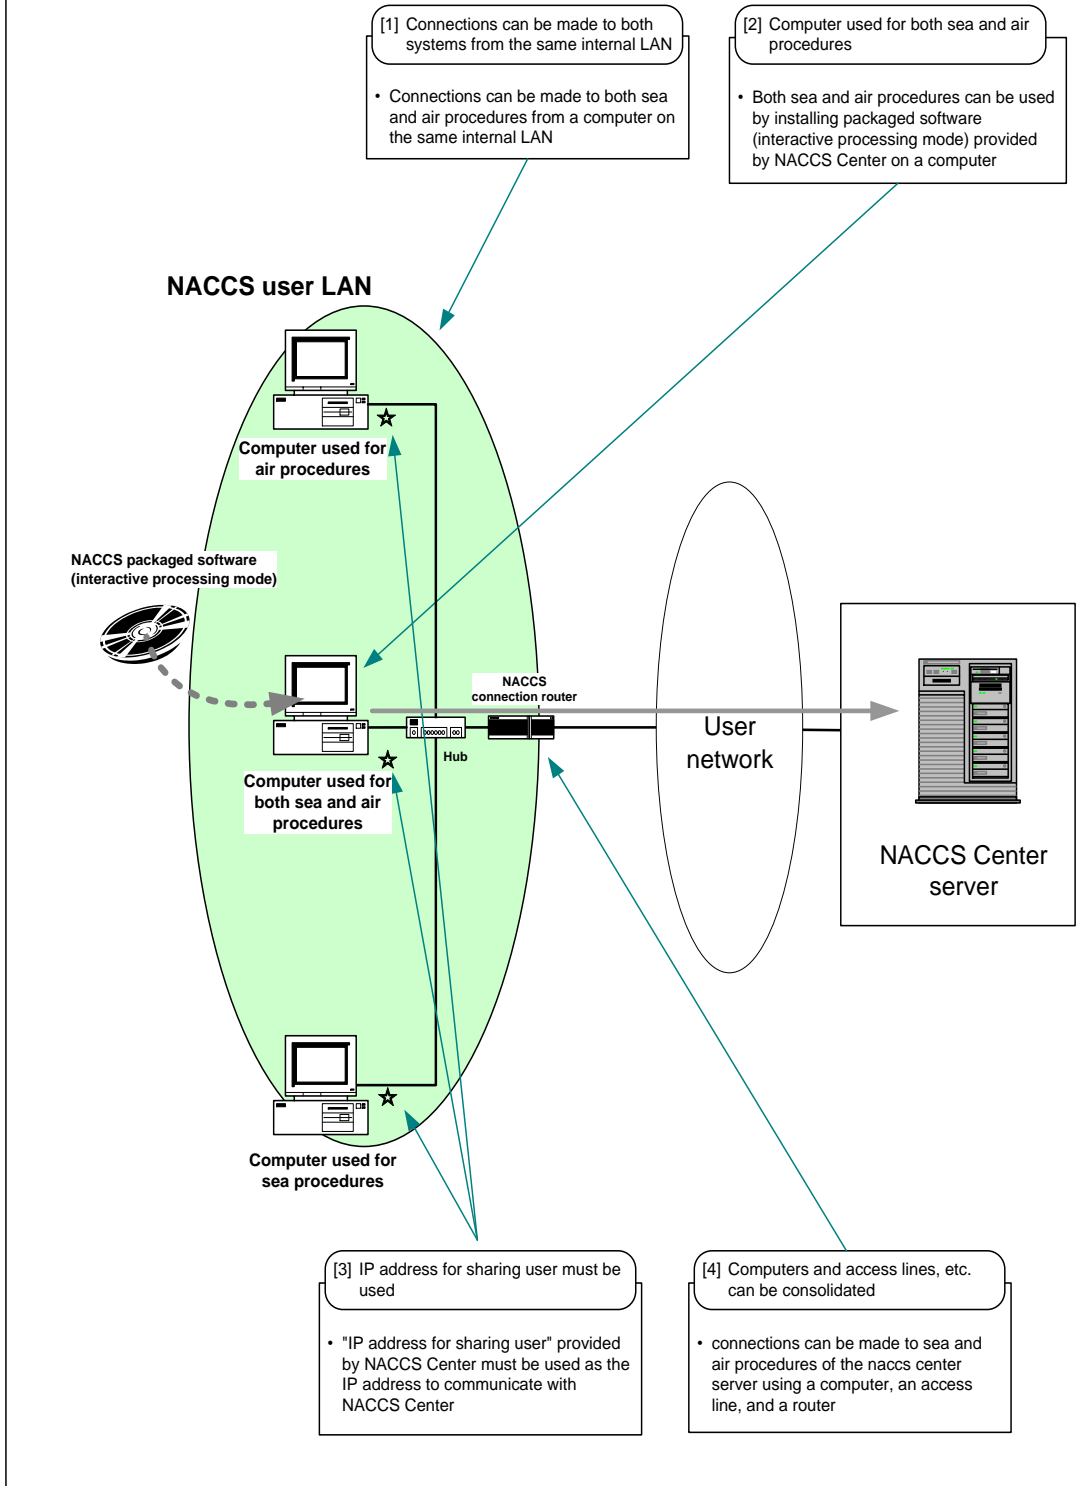 [1] Connections can be made to both
systems from the same internal LAN
• Connections can be made to both sea
and air procedures from a computer on
the same internal LAN
[2] Computer used for both sea and air
procedures
• Both sea and air procedures can be used
by installing packaged software
(interactive processing mode) provided
by NACCS Center on a computer
NACCS user LAN
Computer used for
air procedures
NACCS packaged software
(interactive processing mode)
NACCS
connection router
Hub
Computer used for
both sea and air
procedures
User
network
NACCS Center
server
Computer used for
sea procedures
[3] IP address for sharing user must be
used
• "IP address for sharing user" provided
by NACCS Center must be used as the
IP address to communicate with
NACCS Center
[4] Computers and access lines, etc.
can be consolidated
• connections can be made to sea and
air procedures of the naccs center
server using a computer, an access
line, and a router